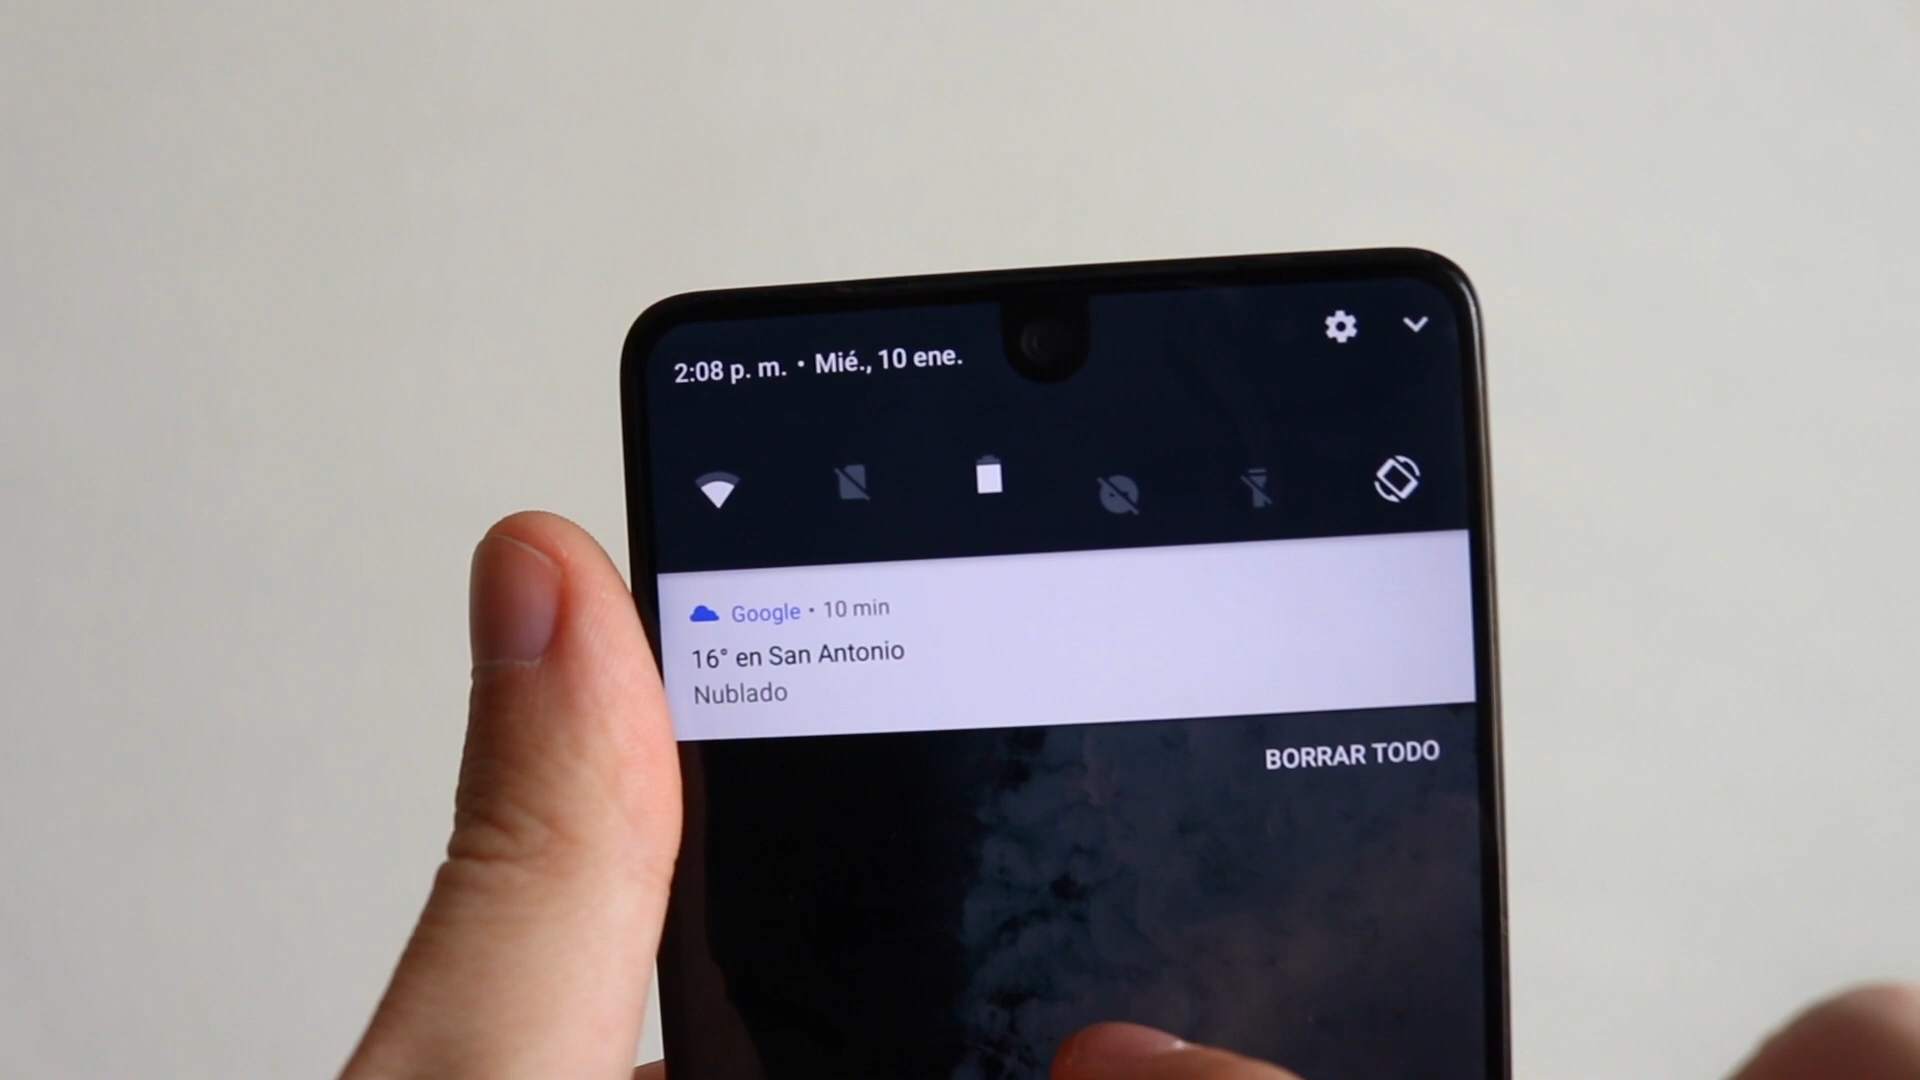 2:08 p. m. • Mié., 10 ene.
Google • 10 min
16° en San Antonio
Nublado
BORRAR TODO